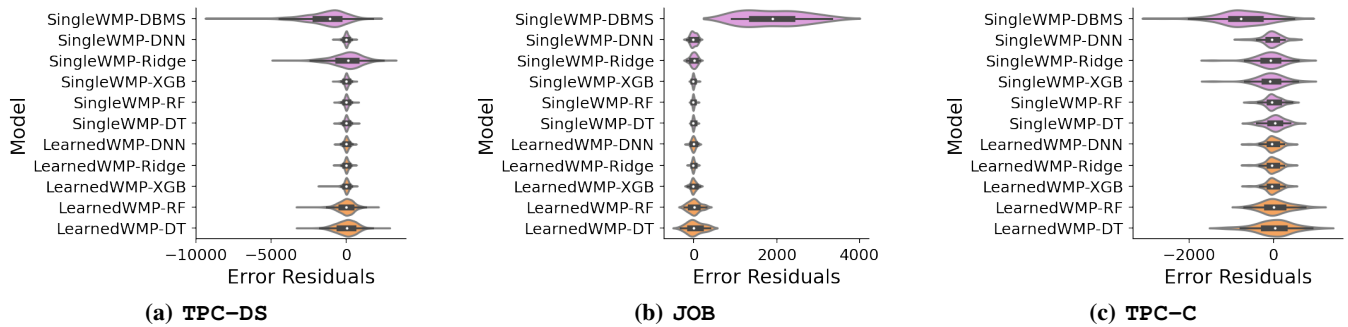 Model
SingleWMP-DBMS
SingleWMP-DNN
SingleWMP-Ridge
SingleWMP-XGB
SingleWMP-RF
SingleWMP-DT
LearnedWMP-DNN
LearnedWMP-Ridge
LearnedWMP-XGB
LearnedWMP-RF
LearnedWMP-DT
−10000 −5000 0
Error Residuals
(a) TPC-DS
Model
SingleWMP-DBMS
SingleWMP-DNN
SingleWMP-Ridge
SingleWMP-XGB
SingleWMP-RF
SingleWMP-DT
LearnedWMP-DNN
LearnedWMP-Ridge
LearnedWMP-XGB
LearnedWMP-RF
LearnedWMP-DT
0 2000 4000
Error Residuals
(b) JOB
Model
SingleWMP-DBMS
SingleWMP-DNN
SingleWMP-Ridge
SingleWMP-XGB
SingleWMP-RF
SingleWMP-DT
LearnedWMP-DNN
LearnedWMP-Ridge
LearnedWMP-XGB
LearnedWMP-RF
LearnedWMP-DT
−2000 0
Error Residuals
(c) TPC-C